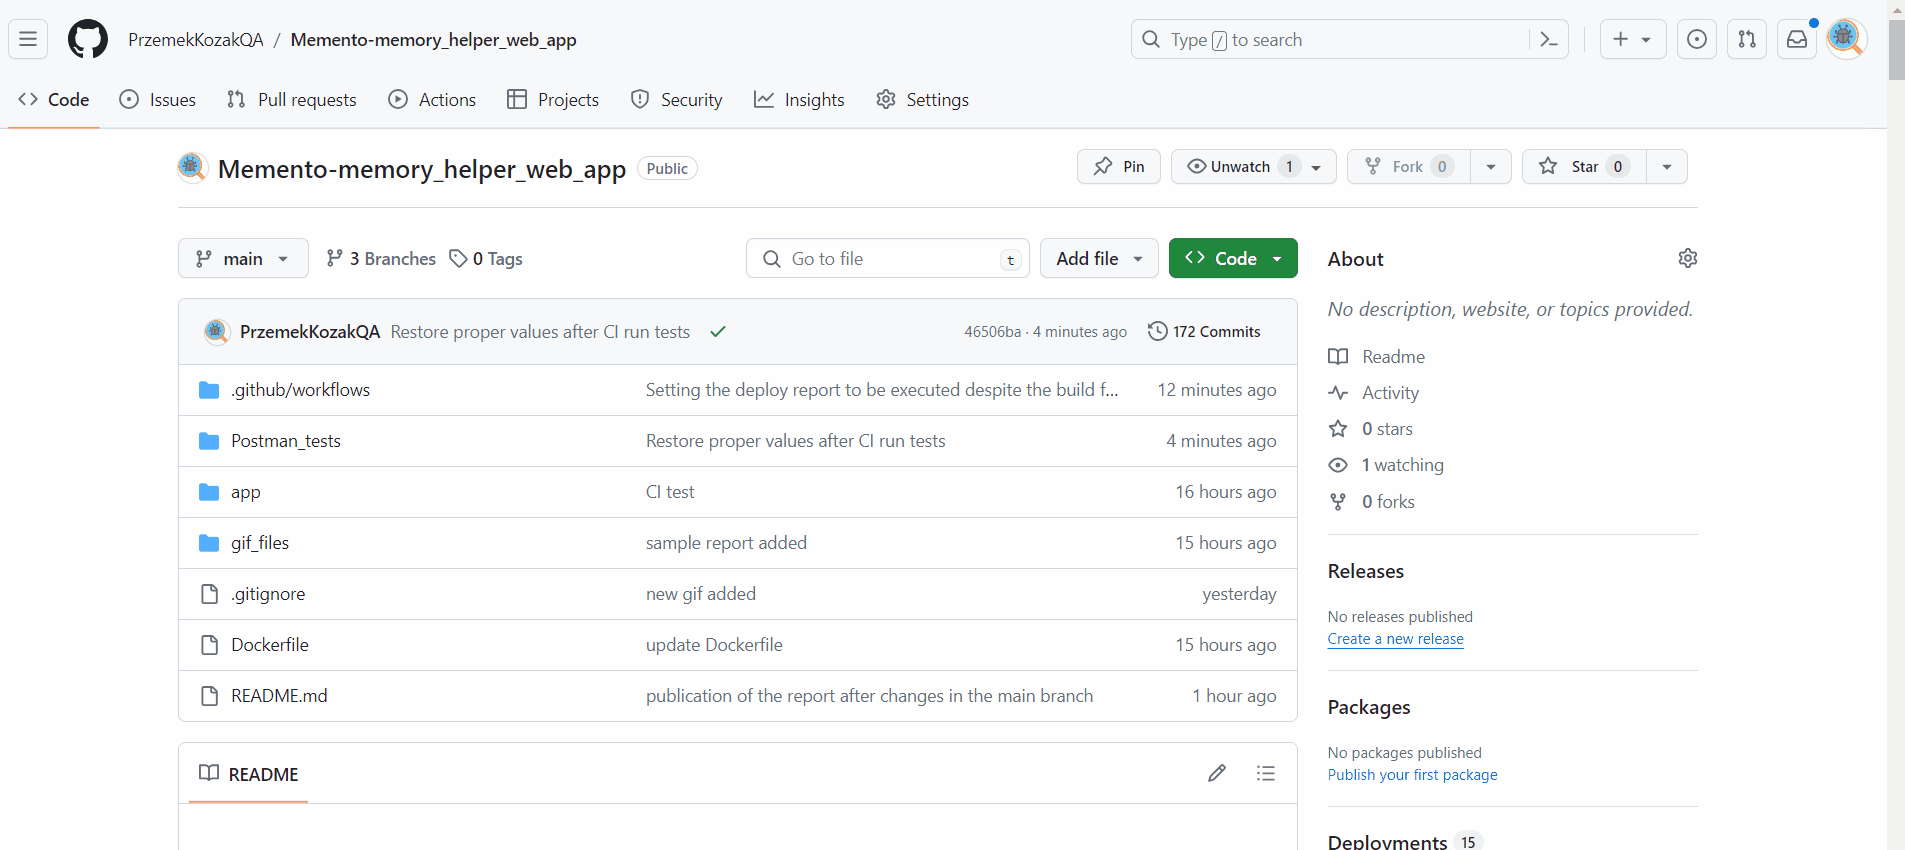 PrzemekKozakQA / Memento-memory_helper_web_app
Type / to search
Code Issues Pull requests Actions Projects Security Insights Settings
Memento-memory_helper_web_app Public
Pin Unwatch 1 Fork 0 Star 0
main 3 Branches 0 Tags
Go to file t
Add file
Code
PrzemekKozakQA Restore proper values after CI run tests 46506ba · 4 minutes ago 172 Commits
.github/workflows Setting the deploy report to be executed despite the build f... 12 minutes ago
Postman_tests Restore proper values after CI run tests 4 minutes ago
app CI test 16 hours ago
gif_files sample report added 15 hours ago
.gitignore new gif added yesterday
Dockerfile update Dockerfile 15 hours ago
README.md publication of the report after changes in the main branch 1 hour ago
README
About
No description, website, or topics provided.
Readme
Activity
0 stars
1 watching
0 forks
Releases
No releases published
Create a new release
Packages
No packages published
Publish your first package
Deployments 15